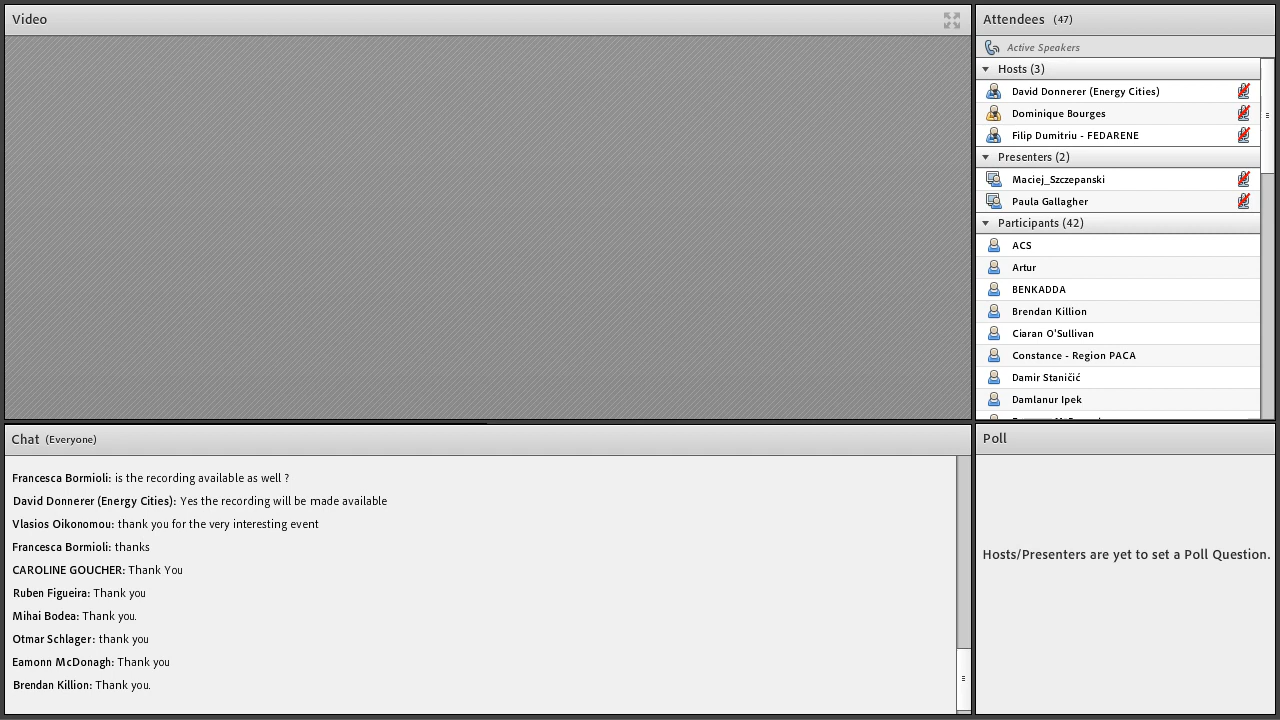 Video
Attendees (47)
Active Speakers
Hosts (3)
David Donnerer (Energy Cities)
Dominique Bourges
Filip Dumitriu - FEDARENE
Presenters (2)
Maciej_Szczepanski
Paula Gallagher
Participants (42)
ACS
Artur
BENKADDA
Brendan Killion
Ciaran O'Sullivan
Constance - Region PACA
Damir Staničić
Damlanur Ipek
Chat (Everyone)
Francesca Bormioli: is the recording available as well ?
David Donnerer (Energy Cities): Yes the recording will be made available
Vlasios Oikonomou: thank you for the very interesting event
Francesca Bormioli: thanks
CAROLINE GOUCHER: Thank You
Ruben Figueira: Thank you
Mihai Bodea: Thank you.
Otmar Schlager: thank you
Eamonn McDonagh: Thank you
Brendan Killion: Thank you.
Poll
Hosts/Presenters are yet to set a Poll Question.